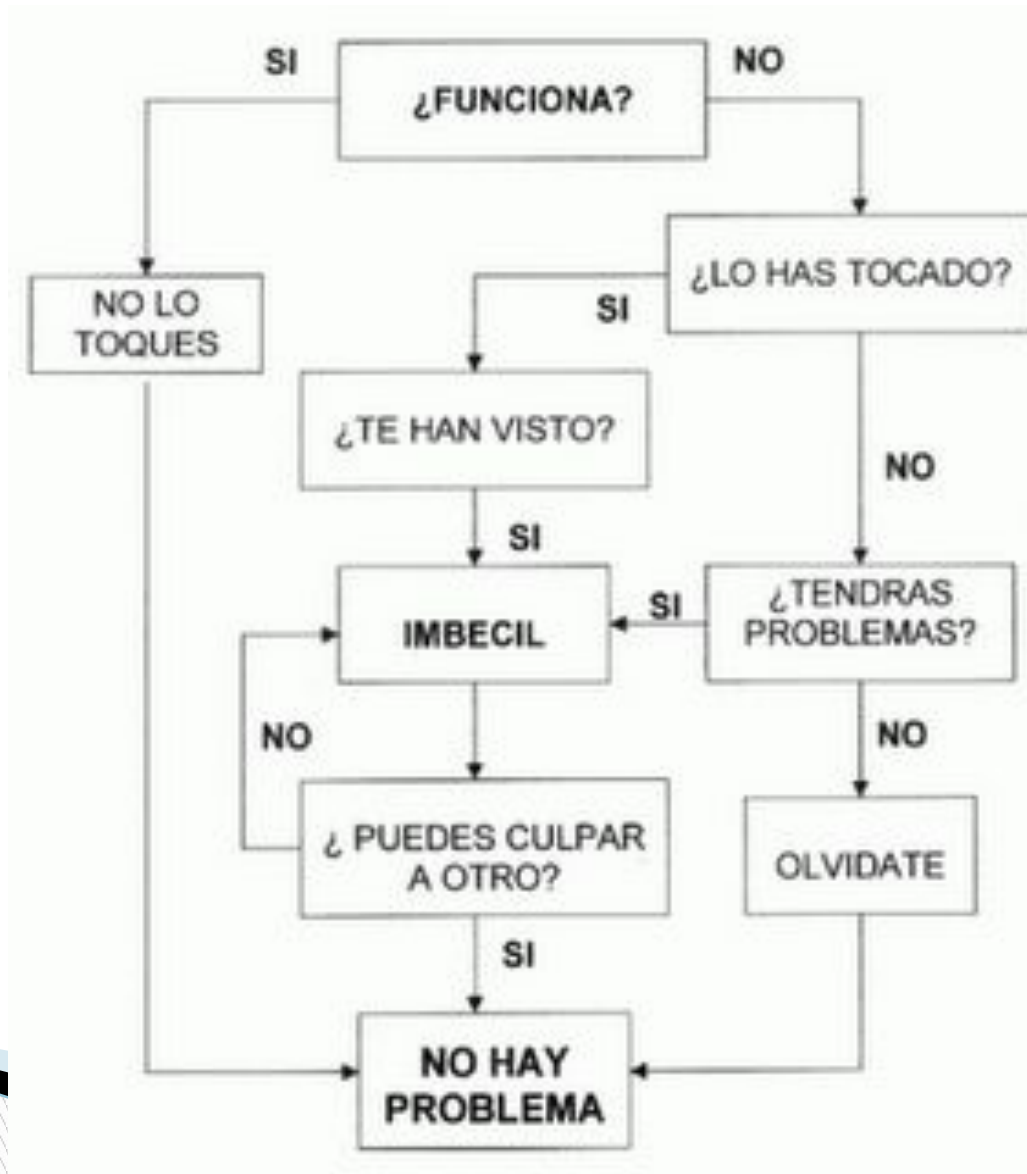 SI
¿FUNCIONA?
NO
¿LO HAS TOCADO?
NO LO
TOQUES
SI
¿TE HAN VISTO?
NO
SI
IMBECIL
SI
¿TENDRAS
PROBLEMAS?
NO
NO
¿ PUEDES CULPAR
A OTRO?
OLVIDATE
SI
NO HAY
PROBLEMA